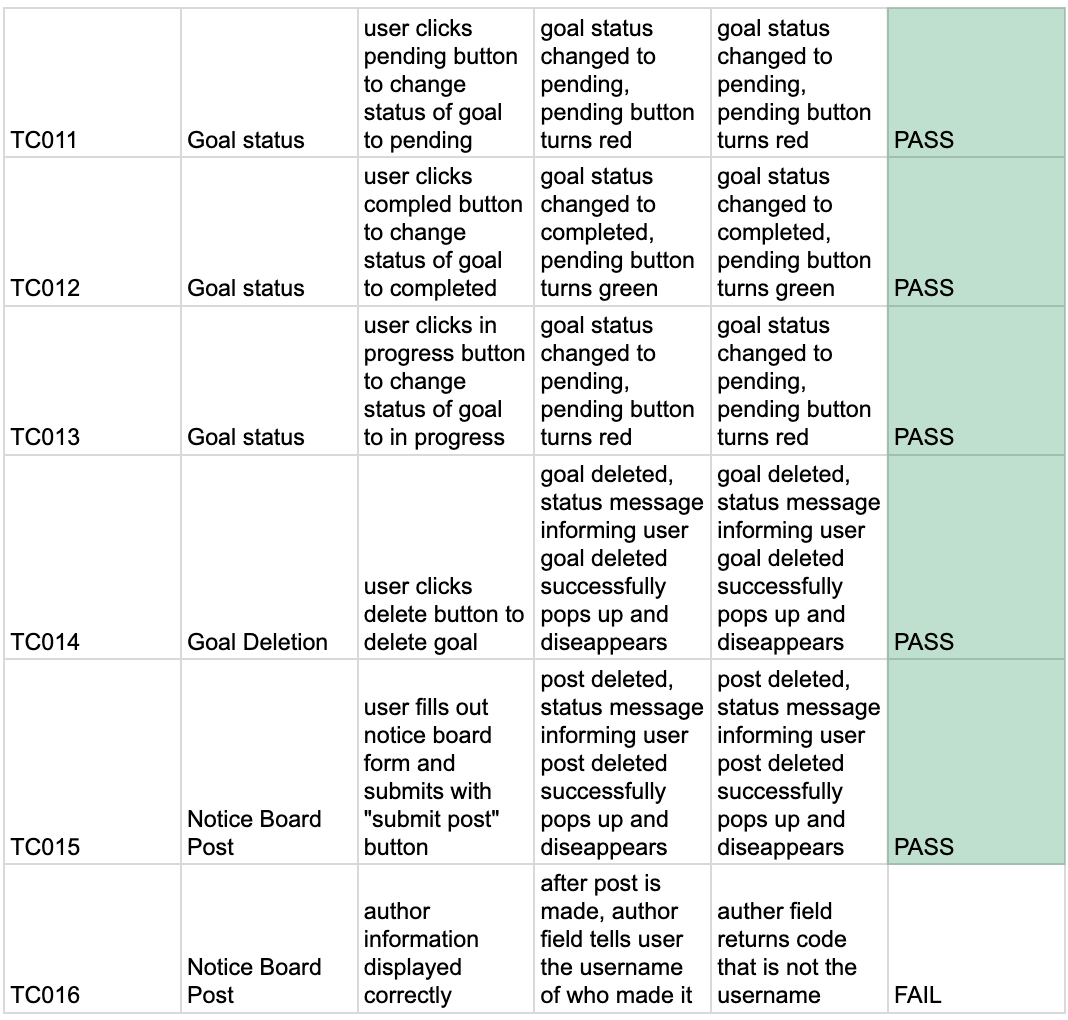 TC011
Goal status
user clicks
pending button
to change
status of goal
to pending
goal status
changed to
pending,
pending button
turns red
goal status
changed to
pending,
pending button
turns red
PASS
TC012
Goal status
user clicks
compled button
to change
status of goal
to completed
goal status
changed to
completed,
pending button
turns green
goal status
changed to
completed,
pending button
turns green
PASS
TC013
Goal status
user clicks in
progress button
to change
status of goal
to in progress
goal status
changed to
pending,
pending button
turns red
goal status
changed to
pending,
pending button
turns red
PASS
TC014
Goal Deletion
user clicks
delete button to
delete goal
goal deleted,
status message
informing user
goal deleted
successfully
pops up and
diseappears
goal deleted,
status message
informing user
goal deleted
successfully
pops up and
diseappears
PASS
TC015
Notice Board
Post
user fills out
notice board
form and
submits with
"submit post"
button
post deleted,
status message
informing user
post deleted
successfully
pops up and
diseappears
post deleted,
status message
informing user
post deleted
successfully
pops up and
diseappears
PASS
TC016
Notice Board
Post
author
information
displayed
correctly
after post is
made, author
field tells user
the username
of who made it
auther field
returns code
that is not the
username
FAIL